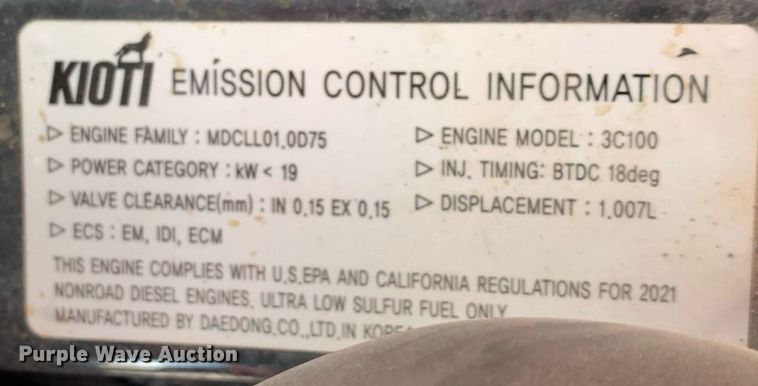 KIOTI EMISSION CONTROL INFORMATION
▷ ENGINE FAMILY : MDCLL01.0D75 ▷ ENGINE MODEL : 3C100
▷ POWER CATEGORY : kW < 19 ▷ INJ. TIMING: BTDC 18deg
▷ VALVE CLEARANCE(mm) : IN 0.15 EX 0.15 ▷ DISPLACEMENT : 1.007L
▷ ECS : EM, IDI, ECM
THIS ENGINE COMPLIES WITH U.S.EPA AND CALIFORNIA REGULATIONS FOR 2021
NONROAD DIESEL ENGINES. ULTRA LOW SULFUR FUEL ONLY
MANUFACTURED BY DAEDONG.CO.,LTD.IN
Purple Wave Auction